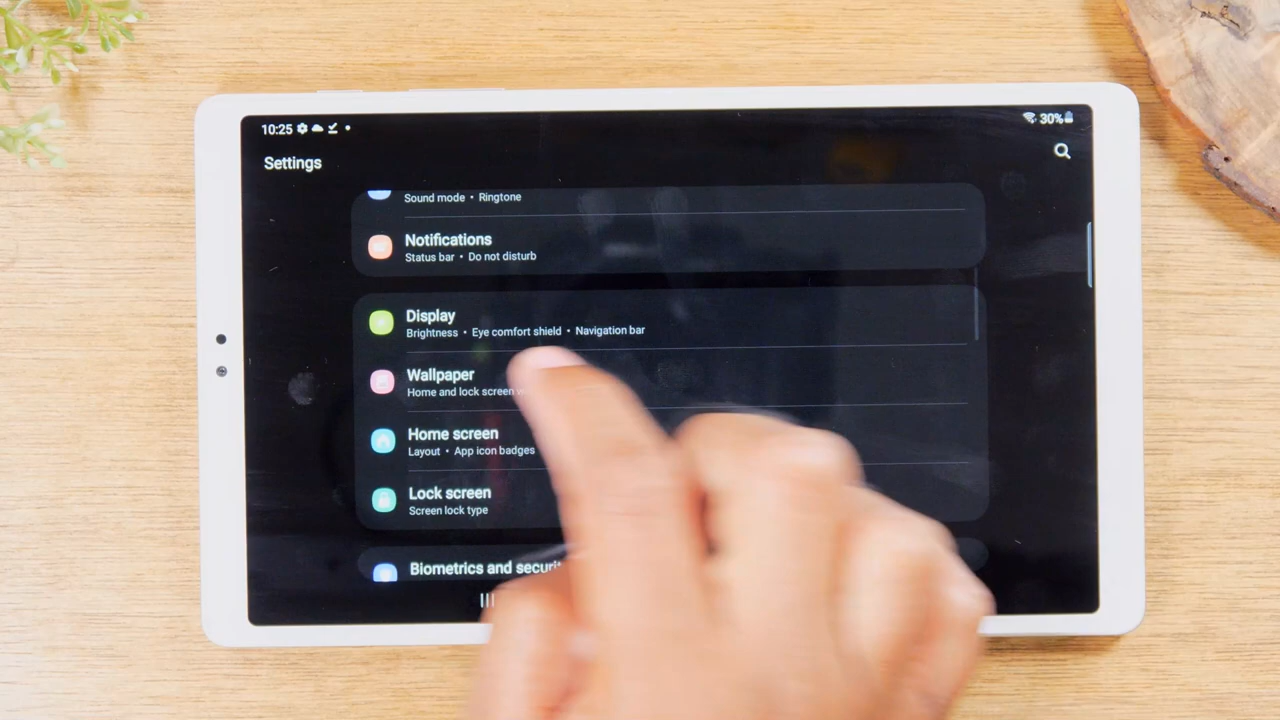 10:25
30%
Settings
Sound mode • Ringtone
Notifications
Status bar • Do not disturb
Display
Brightness • Eye comfort shield • Navigation bar
Wallpaper
Home and lock screen
Home screen
Layout • App icon badges
Lock screen
Screen lock type
Biometrics and